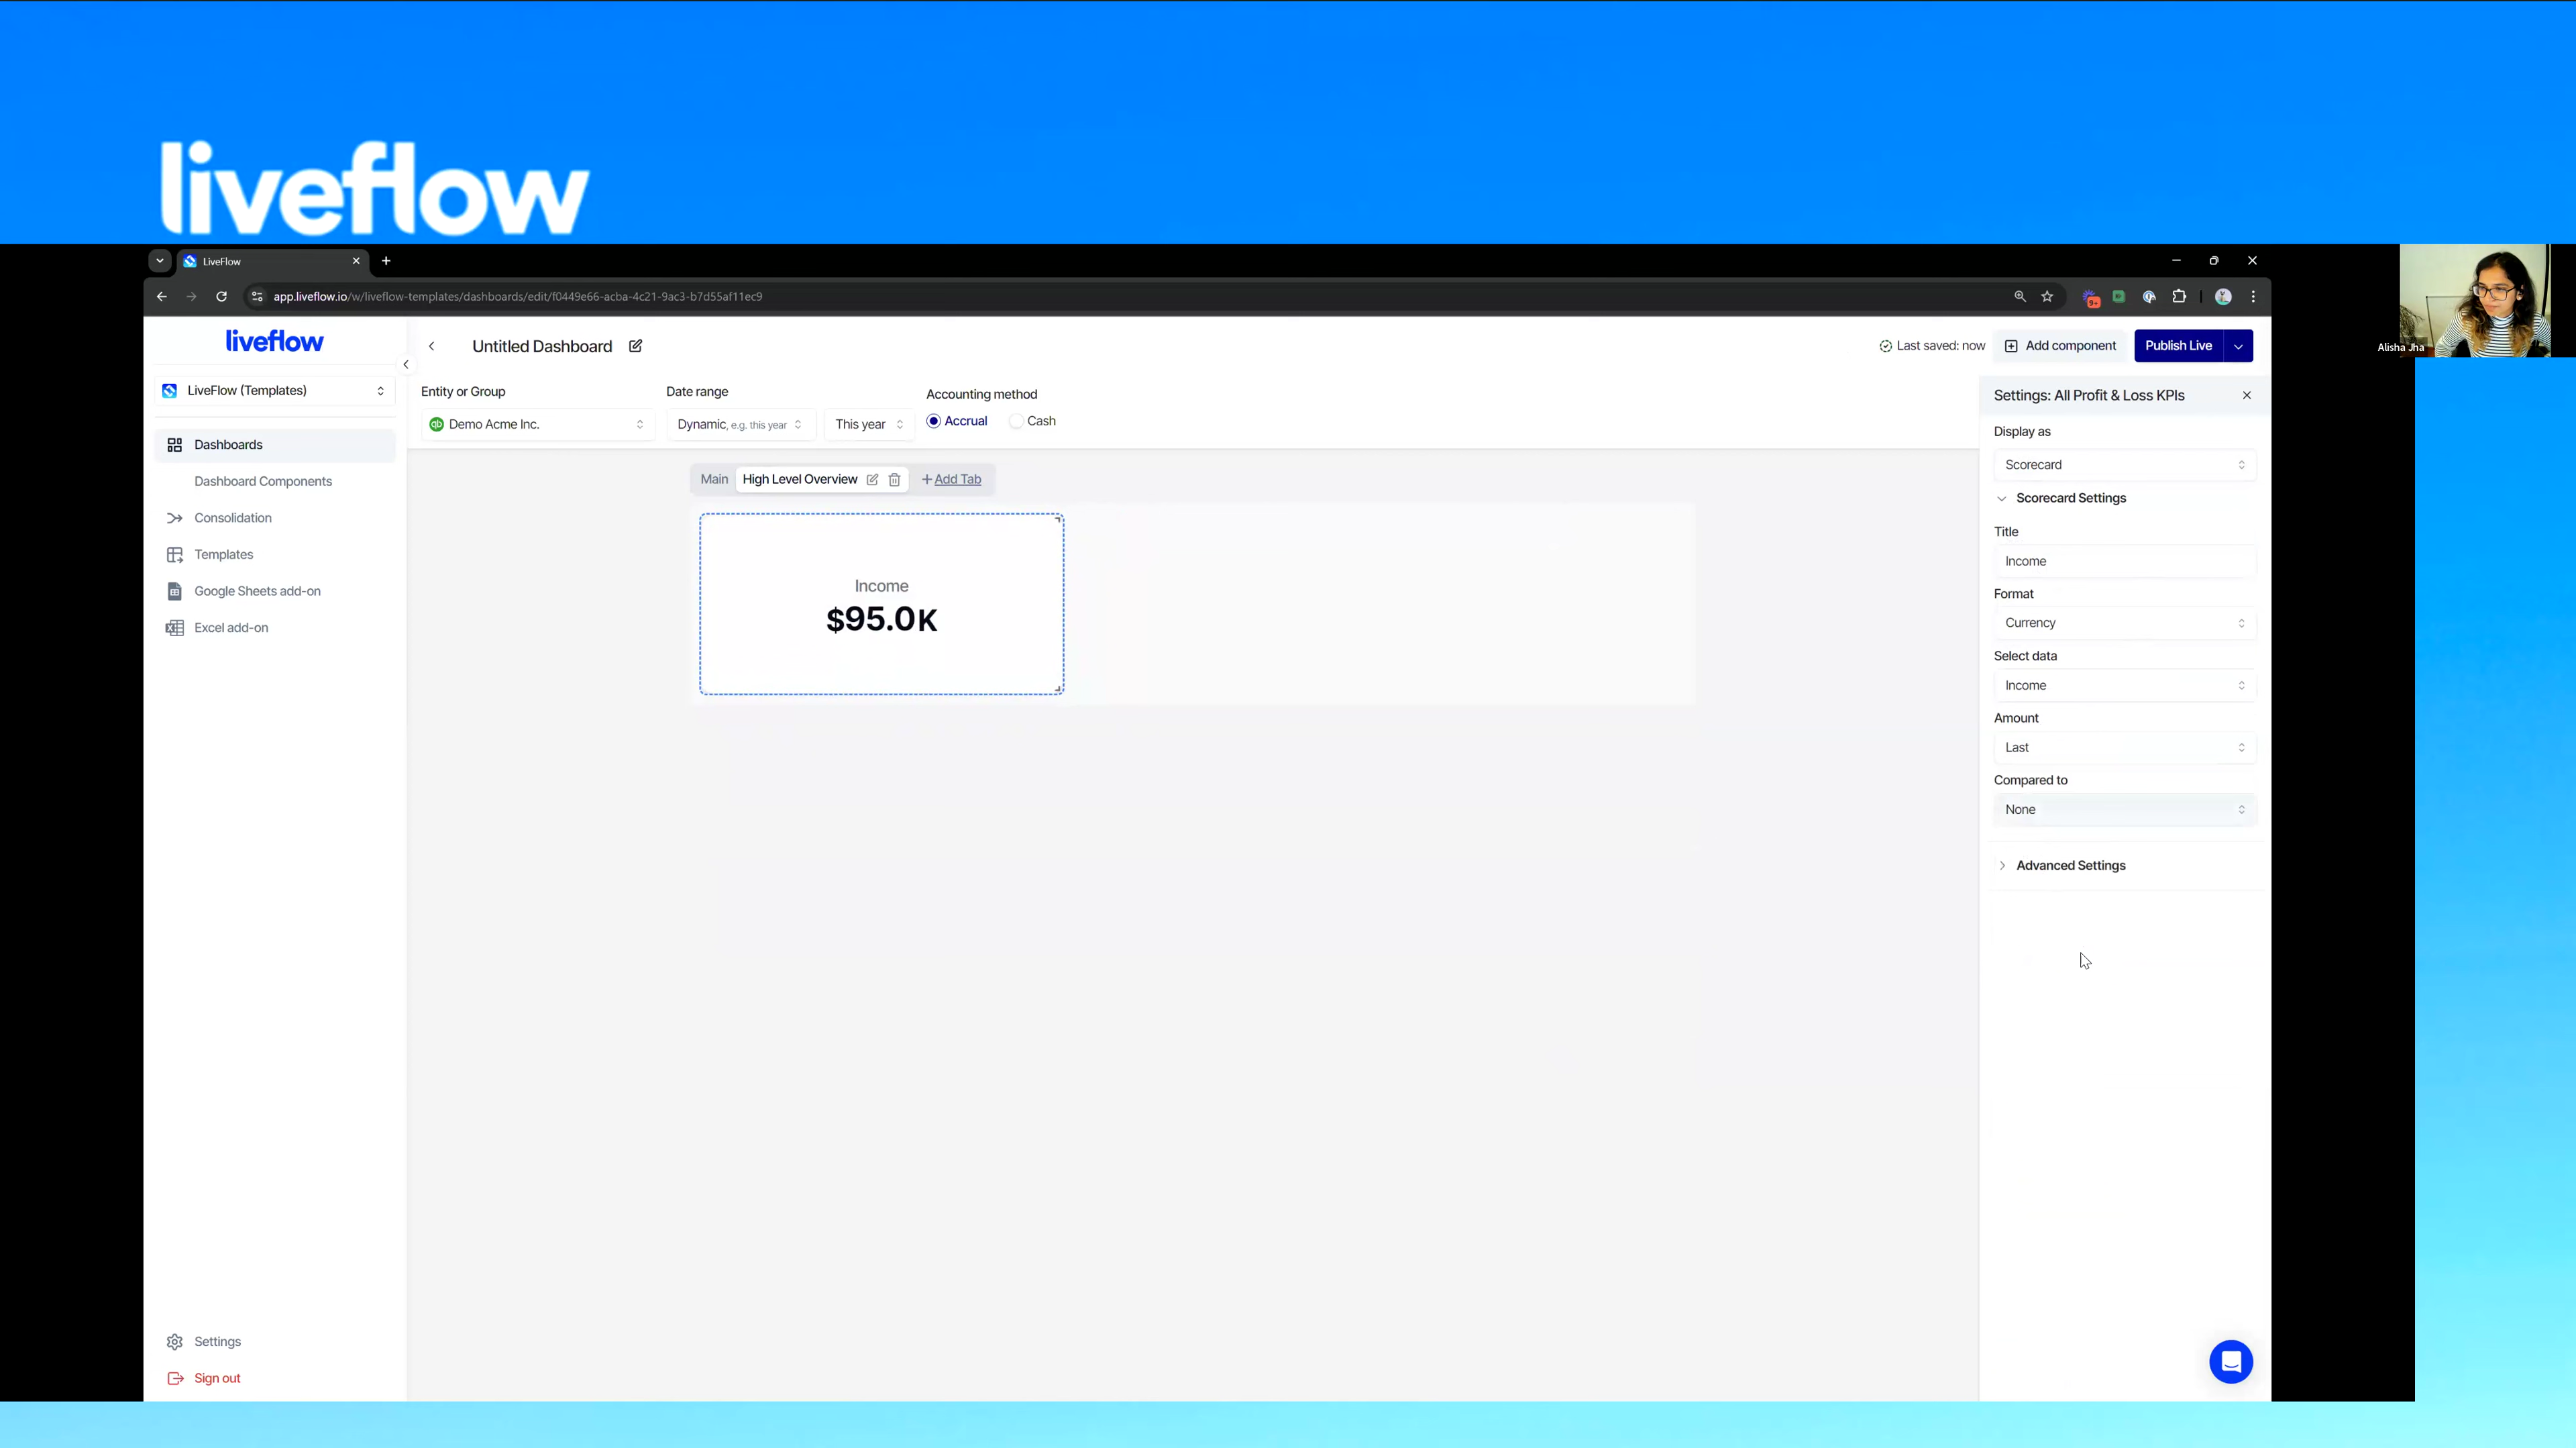 liveflow
LiveFlow
app.liveflow.io/w/liveflow-templates/dashboards/edit/f0449e66-acba-4c21-9ac3-b7d55af11ec9
9+
Alisha Jha
liveflow
LiveFlow (Templates)
Dashboards
Dashboard Components
Consolidation
Templates
Google Sheets add-on
Excel add-on
Settings
Sign out
Untitled Dashboard
Last saved: now
Add component
Publish Live
Entity or Group
qb Demo Acme Inc.
Date range
Dynamic, e.g. this year
This year
Accounting method
Accrual
Cash
Main
High Level Overview
+ Add Tab
Income
$95.0K
Settings: All Profit & Loss KPIs
Display as
Scorecard
Scorecard Settings
Title
Income
Format
Currency
Select data
Income
Amount
Last
Compared to
None
Advanced Settings